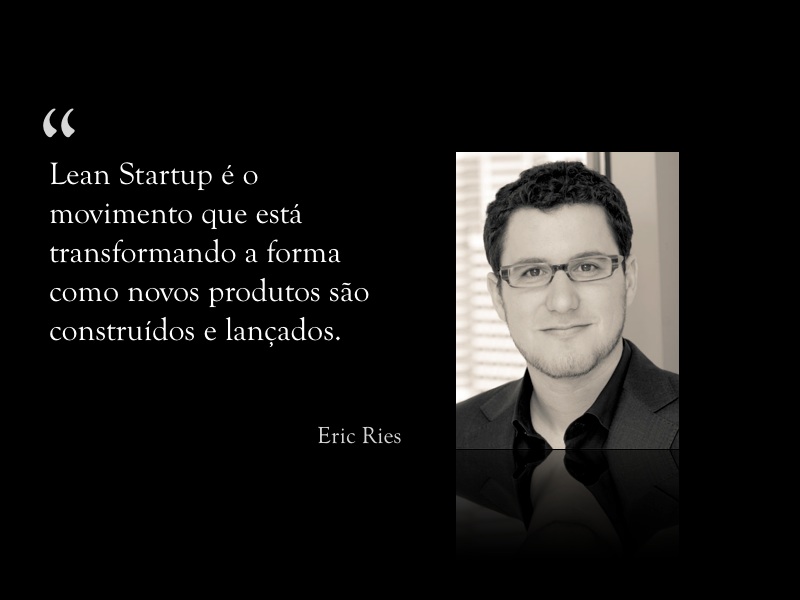 “
Lean Startup é o
movimento que está
transformando a forma
como novos produtos são
construídos e lançados.
Eric Ries